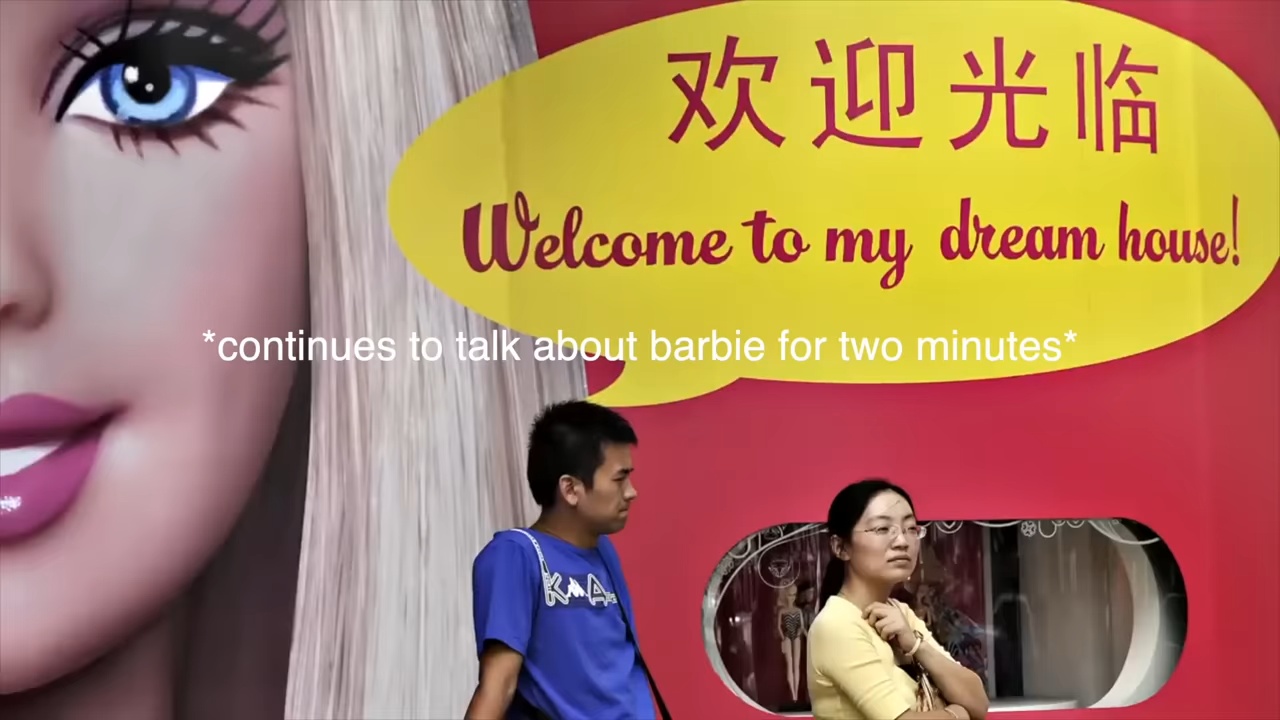 欢迎光临
Welcome to my dream house!
*continues to talk about barbie for two minutes*